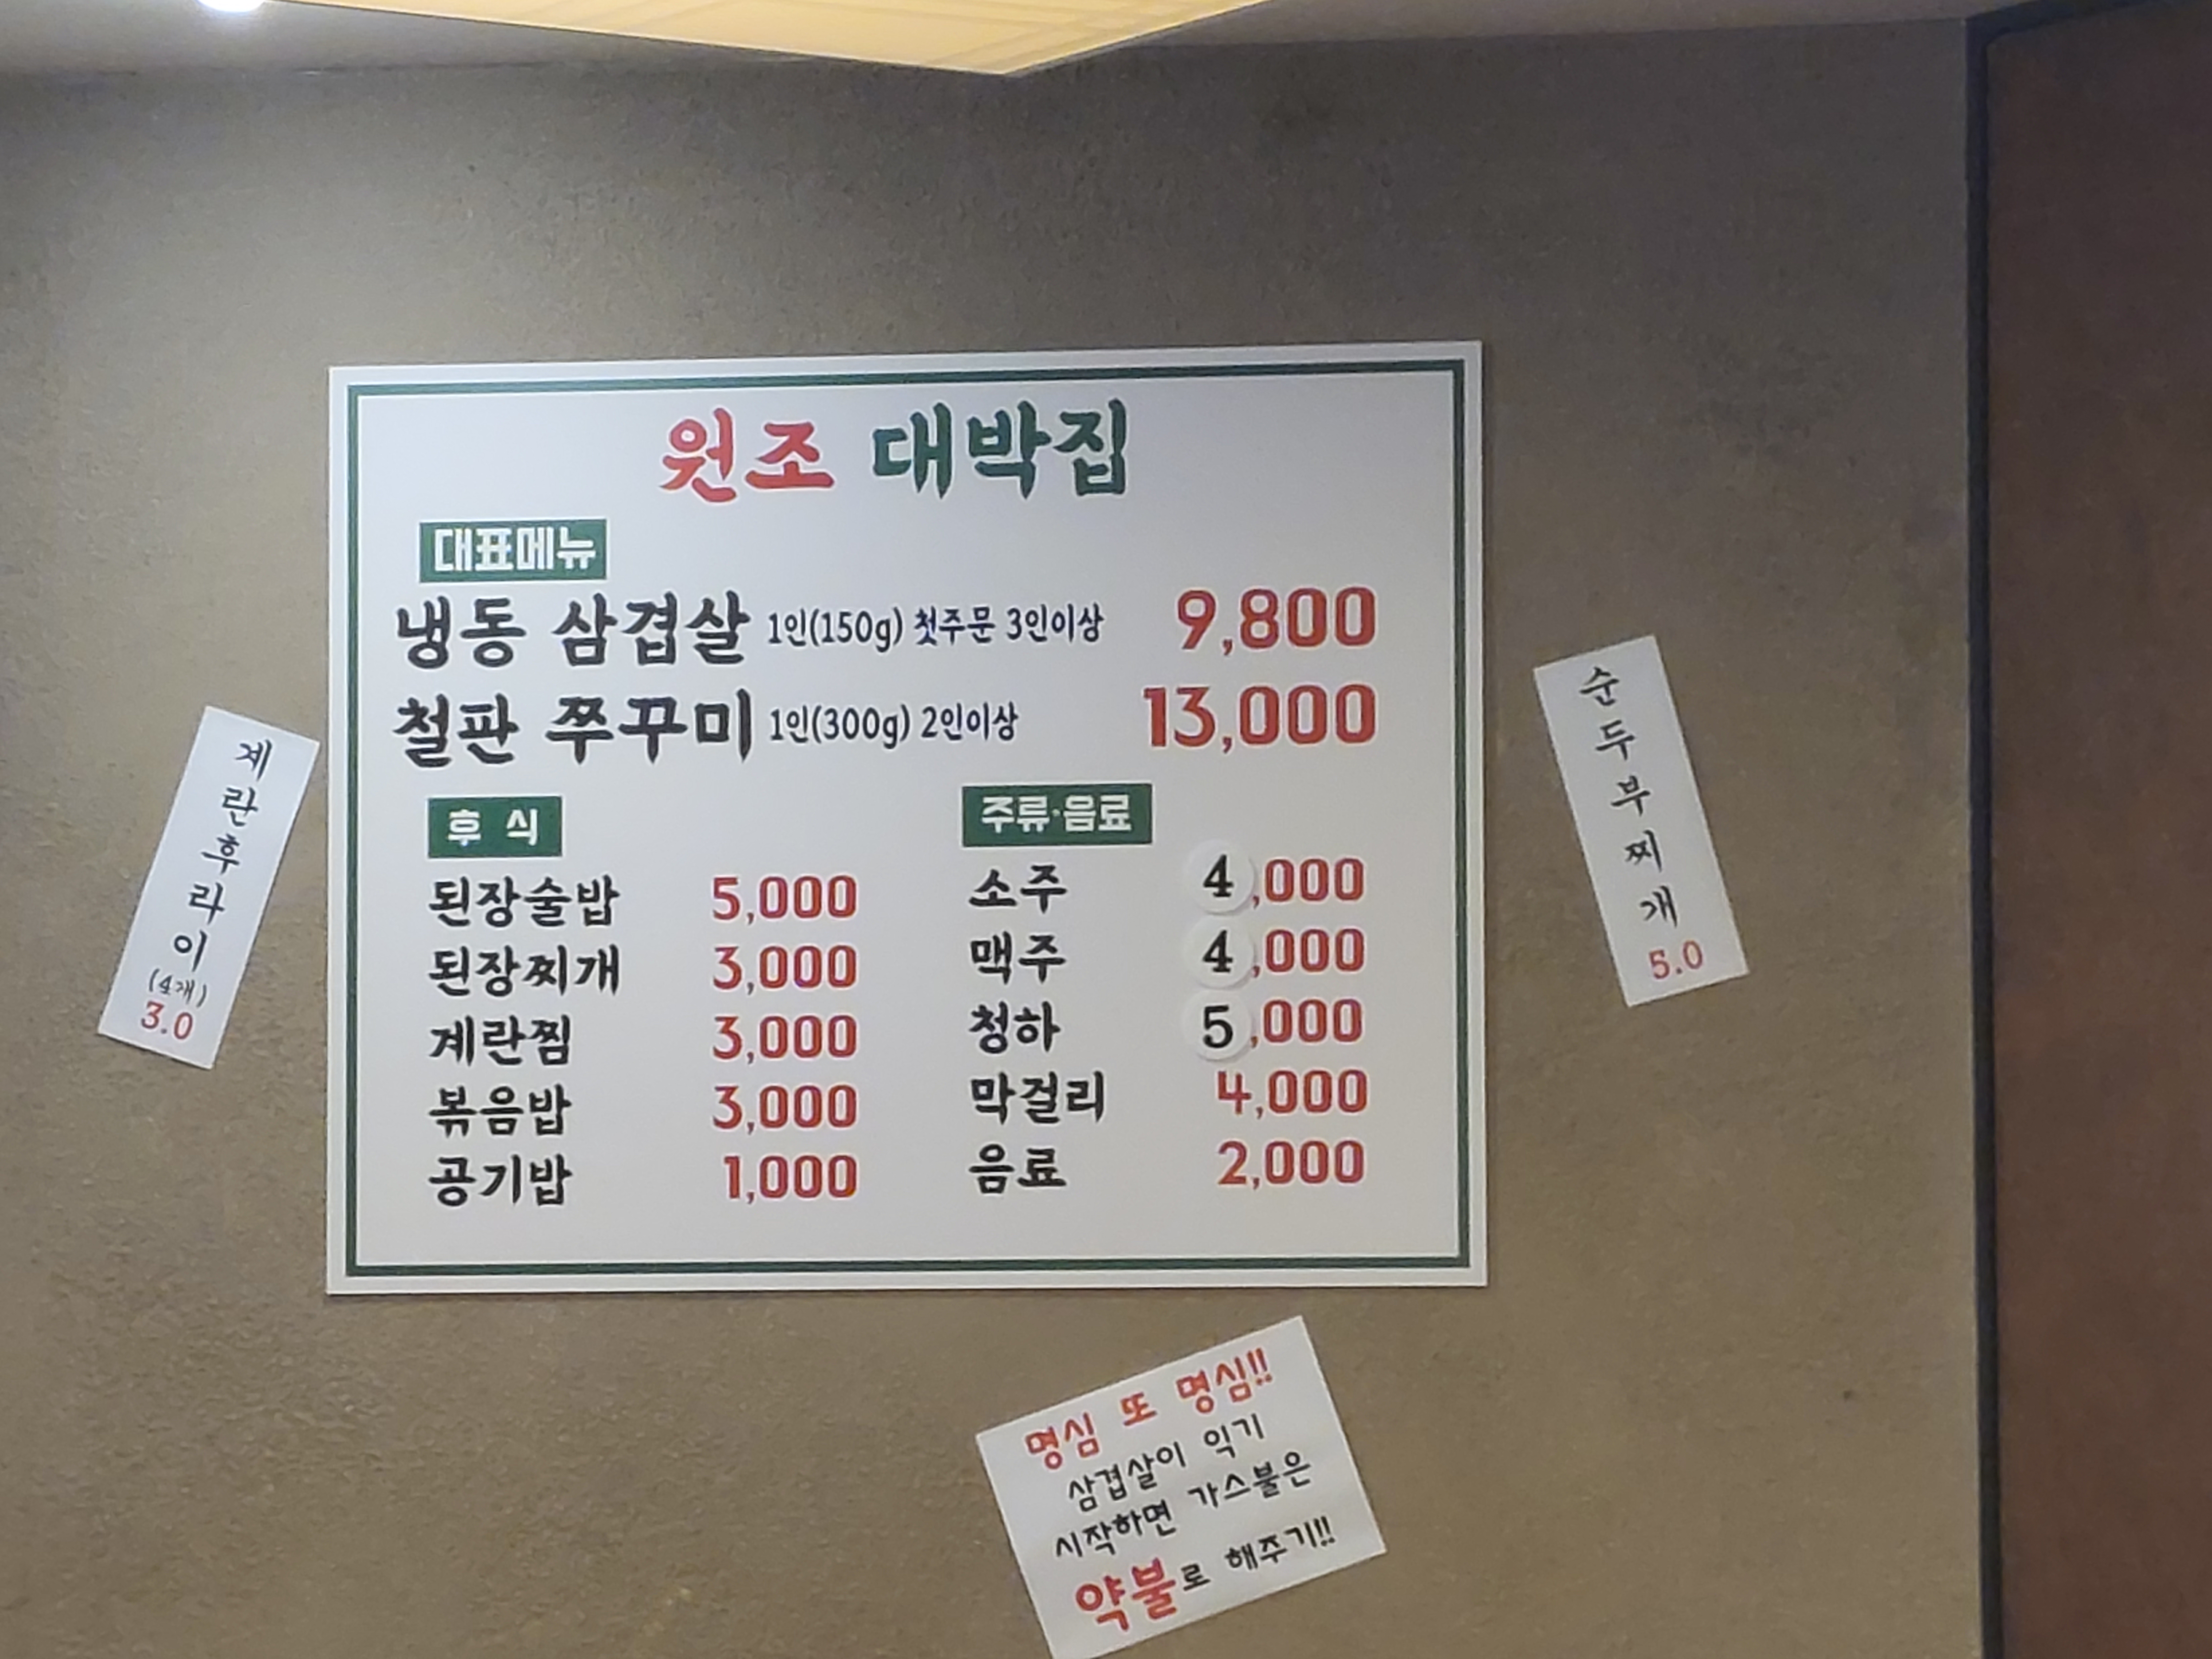 원조 대박집
대표메뉴
냉동 삼겹살 1인(150g) 첫주문 3인이상 9,800
철판 쭈꾸미 1인(300g) 2인이상 13,000
후 식
된장술밥 5,000
된장찌개 3,000
계란찜 3,000
볶음밥 3,000
공기밥 1,000
주류·음료
소주 4,000
맥주 4,000
청하 5,000
막걸리 4,000
음료 2,000
계란후라이
(4개)
3.0
순두부찌개
5.0
명심 또 명심!!
삼겹살이 익기
시작하면 가스불은
약불로 해주기!!